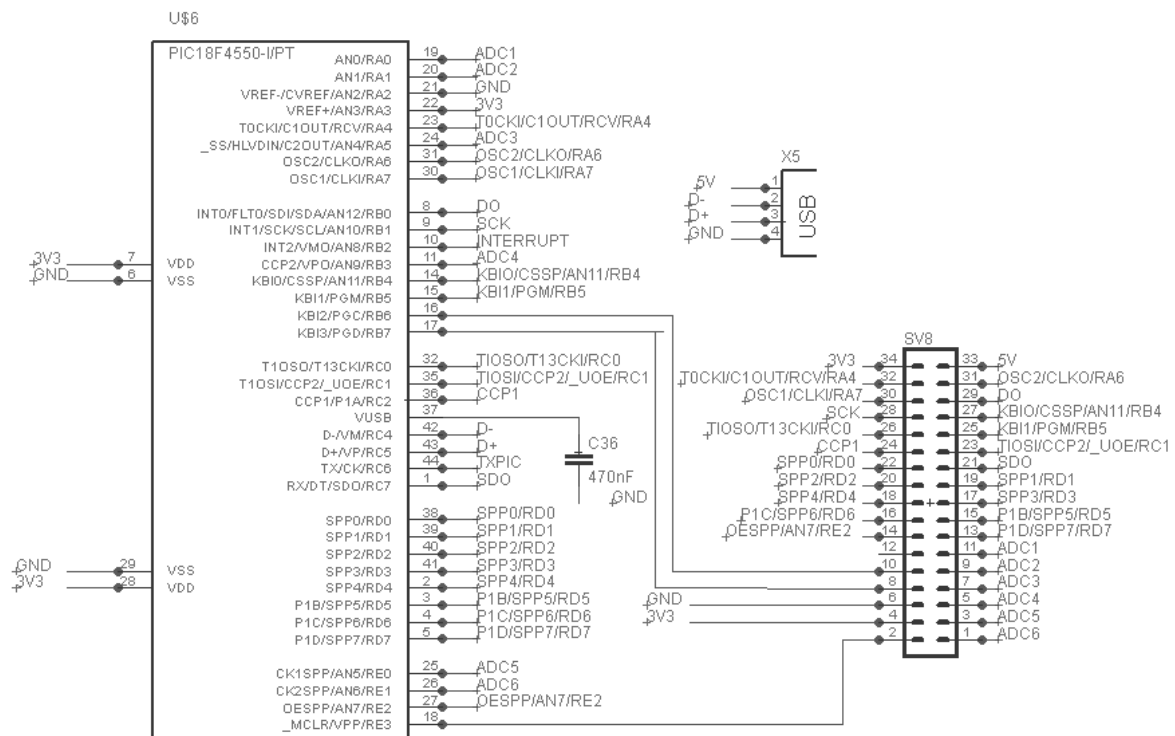 U$6
PIC18F4550-I/PT
AN0/RA0 19 ADC1
AN1/RA1 20 ADC2
VREF-/CVREF/AN2/RA2 21 GND
VREF+/AN3/RA3 22 3V3
T0CKI/C1OUT/RCV/RA4 23 T0CKI/C1OUT/RCV/RA4
_SS/HLVDIN/C2OUT/AN4/RA5 24 ADC3
OSC2/CLKO/RA6 31 OSC2/CLKO/RA6
OSC1/CLKI/RA7 30 OSC1/CLKI/RA7
INT0/FLT0/SDI/SDA/AN12/RB0 8 DO
INT1/SCK/SCL/AN10/RB1 9 SCK
INT2/VMO/AN8/RB2 10 INTERRUPT
CCP2/VPO/AN9/RB3 11 ADC4
KBI0/CSSP/AN11/RB4 14 KBIO/CSSP/AN11/RB4
KBI1/PGM/RB5 15 KBI1/PGM/RB5
KBI2/PGC/RB6 16
KBI3/PGD/RB7 17
3V3 7 VDD
GND 6 VSS
T1OSO/T13CKI/RC0 32 TIOSO/T13CKI/RC0
T1OSI/CCP2/_UOE/RC1 35 TIOSI/CCP2/_UOE/RC1
CCP1/P1A/RC2 36 CCP1
VUSB 37
D-/VM/RC4 42 D-
D+/VP/RC5 43 D+
TX/CK/RC6 44 TXPIC
RX/DT/SDO/RC7 1 SDO
C36
470nF
GND
SPP0/RD0 38 SPP0/RD0
SPP1/RD1 39 SPP1/RD1
SPP2/RD2 40 SPP2/RD2
SPP3/RD3 41 SPP3/RD3
SPP4/RD4 2 SPP4/RD4
P1B/SPP5/RD5 3 P1B/SPP5/RD5
P1C/SPP6/RD6 4 P1C/SPP6/RD6
P1D/SPP7/RD7 5 P1D/SPP7/RD7
GND 29 VSS
3V3 28 VDD
CK1SPP/AN5/RE0 25 ADC5
CK2SPP/AN6/RE1 26 ADC6
OESPP/AN7/RE2 27 OESPP/AN7/RE2
_MCLR/VPP/RE3 18
X5
5V 1
D- 2
D+ 3
GND 4
USB
SV8
3V3 34 33 5V
T0CKI/C1OUT/RCV/RA4 32 31 OSC2/CLKO/RA6
OSC1/CLKI/RA7 30 29 DO
SCK 28 27 KBIO/CSSP/AN11/RB4
TIOSO/T13CKI/RC0 26 25 KBI1/PGM/RB5
CCP1 24 23 TIOSI/CCP2/_UOE/RC1
SPP0/RD0 22 21 SDO
SPP2/RD2 20 19 SPP1/RD1
SPP4/RD4 18 17 SPP3/RD3
P1C/SPP6/RD6 16 15 P1B/SPP5/RD5
OESPP/AN7/RE2 14 13 P1D/SPP7/RD7
12 11 ADC1
10 9 ADC2
8 7 ADC3
GND 6 5 ADC4
3V3 4 3 ADC5
2 1 ADC6